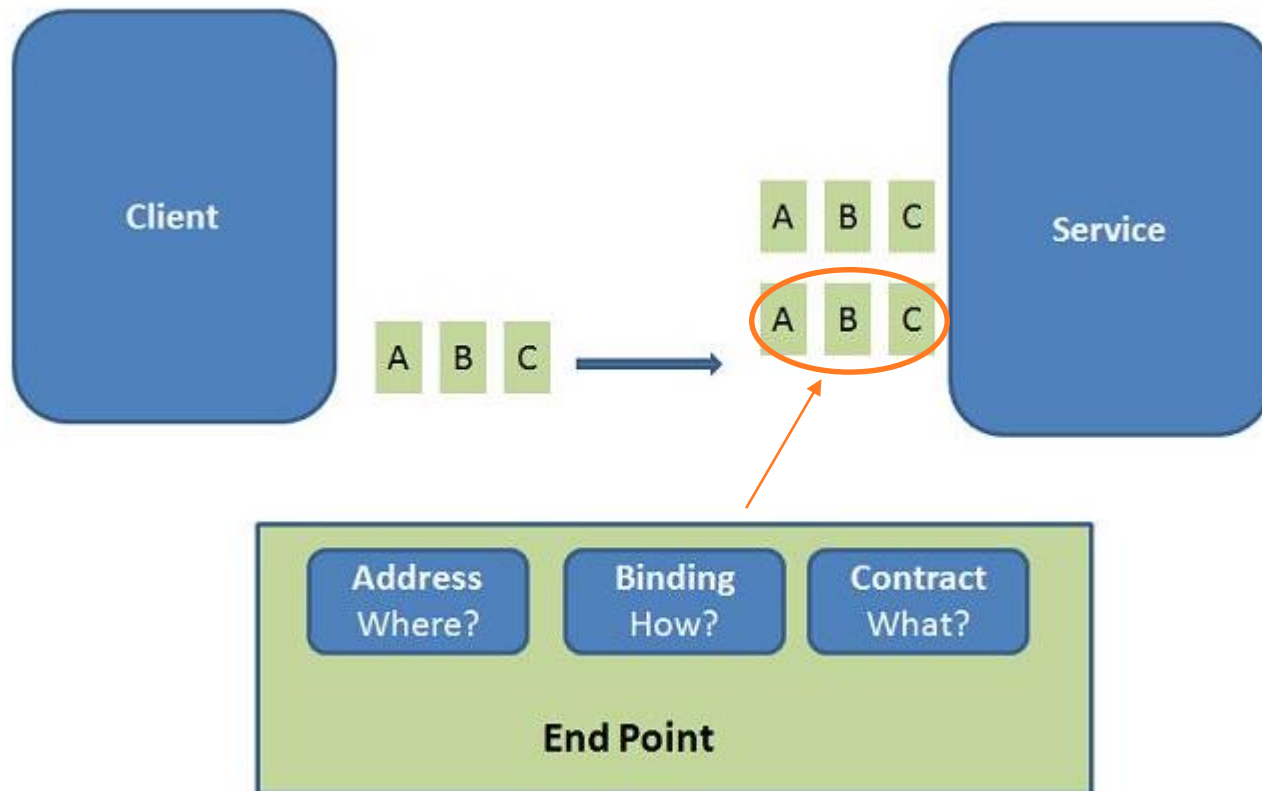 Client
A B C
A B C
Service
A B C
Address
Where?
Binding
How?
Contract
What?
End Point